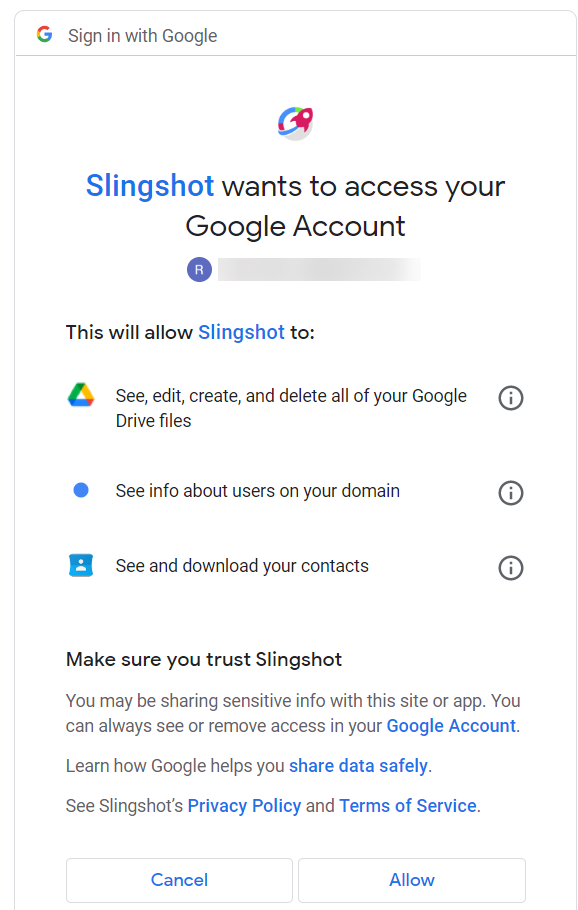 Sign in with Google
Slingshot wants to access your
Google Account
R
This will allow Slingshot to:
See, edit, create, and delete all of your Google
Drive files
See info about users on your domain
See and download your contacts
Make sure you trust Slingshot
You may be sharing sensitive info with this site or app. You
can always see or remove access in your Google Account.
Learn how Google helps you share data safely.
See Slingshot’s Privacy Policy and Terms of Service.
Cancel
Allow